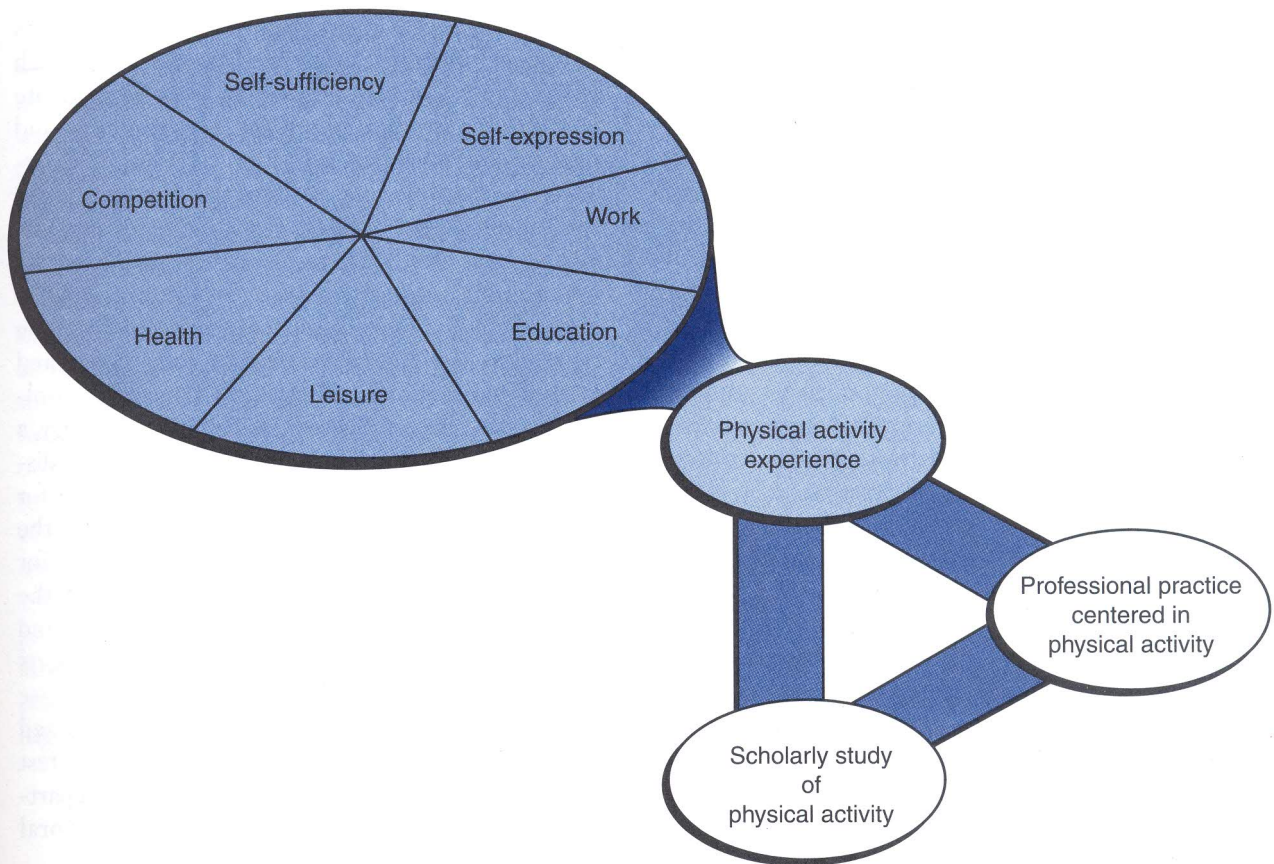 Self-sufficiency
Self-expression
Competition
Work
Health
Education
Leisure
Physical activity
experience
Professional practice
centered in
physical activity
Scholarly study
of
physical activity